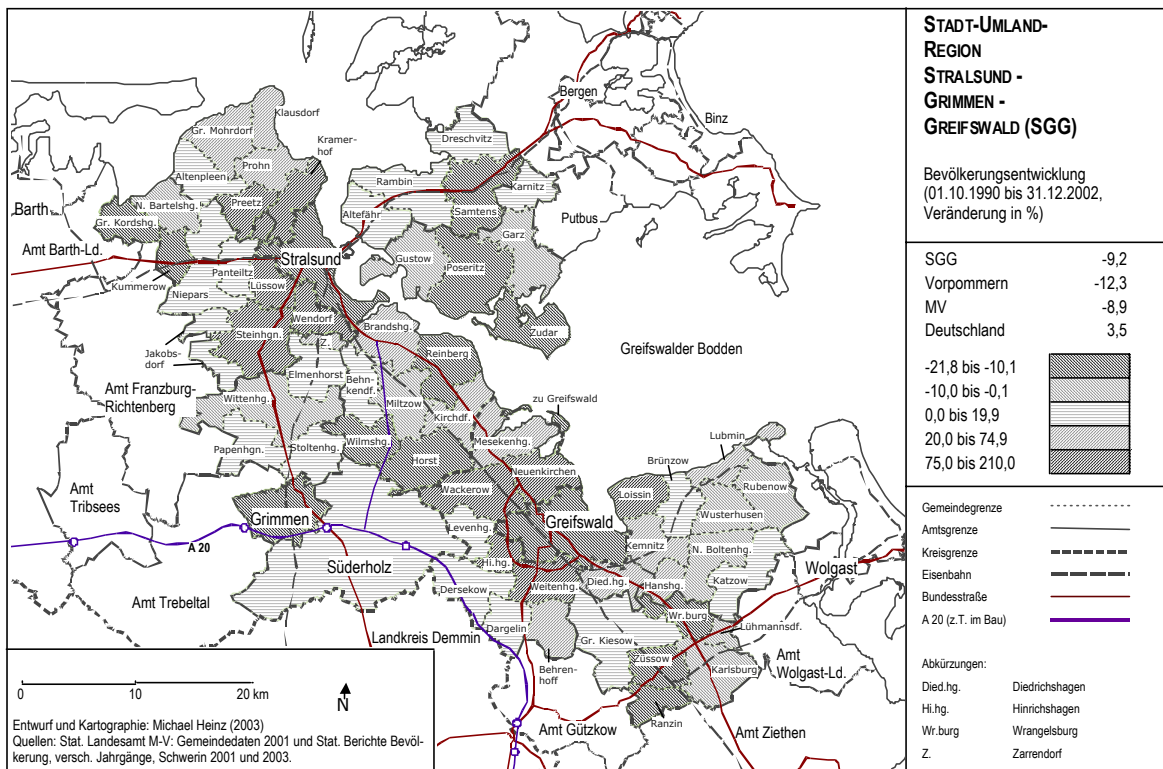 STADT-UMLAND-
REGION
STRALSUND -
GRIMMEN -
GREIFSWALD (SGG)
Bevölkerungsentwicklung
(01.10.1990 bis 31.12.2002,
Veränderung in %)
SGG -9,2
Vorpommern -12,3
MV -8,9
Deutschland 3,5
-21,8 bis -10,1
-10,0 bis -0,1
0,0 bis 19,9
20,0 bis 74,9
75,0 bis 210,0
Gemeindegrenze
Amtsgrenze
Kreisgrenze
Eisenbahn
Bundesstraße
A 20 (z.T. im Bau)
Abkürzungen:
Died.hg. Diedrichshagen
Hi.hg. Hinrichshagen
Wr.burg Wrangelsburg
Z. Zarrendorf
Bergen
Binz
Klausdorf
Gr. Mohrdorf
Kramer-
hof
Dreschvitz
Prohn
Altenpleen
Rambin
Karnitz
Barth
N. Bartelshg.
Preetz
Altefähr
Samtens
Putbus
Gr. Kordshg.
Garz
Amt Barth-Ld.
Stralsund
Gustow
Poseritz
Kummerow
Panteiltz
Lüssow
Niepars
Wendorf
Brandshg.
Zudar
Steinhgn.
Z.
Reinberg
Greifswalder Bodden
Jakobs-
dorf
Elmenhorst
Behn-
kendf.
Amt Franzburg-
Richtenberg
Wittenhg.
Miltzow
Kirchdf.
zu Greifswald
Papenhgn.
Stoltenhg.
Wilmshg.
Mesekenhg.
Lubmin
Horst
Brünzow
Neuenkirchen
Amt
Tribsees
Wackerow
Loissin
Rubenow
Grimmen
Levenhg.
Greifswald
Wusterhusen
A 20
Kemnitz
N. Boltenhg.
Süderholz
Hi.hg.
Wolgast
Dersekow
Weitenhg.
Died.hg.
Hanshg.
Katzow
Amt Trebeltal
Wr.burg
Dargelin
Lühmannsdf.
Landkreis Demmin
Gr. Kiesow
Behren-
hoff
Züssow
Karlsburg
Amt
Wolgast-Ld.
Ranzin
Amt Gützkow
Amt Ziethen
0 10 20 km
N
Entwurf und Kartographie: Michael Heinz (2003)
Quellen: Stat. Landesamt M-V: Gemeindedaten 2001 und Stat. Berichte Bevöl-
kerung, versch. Jahrgänge, Schwerin 2001 und 2003.